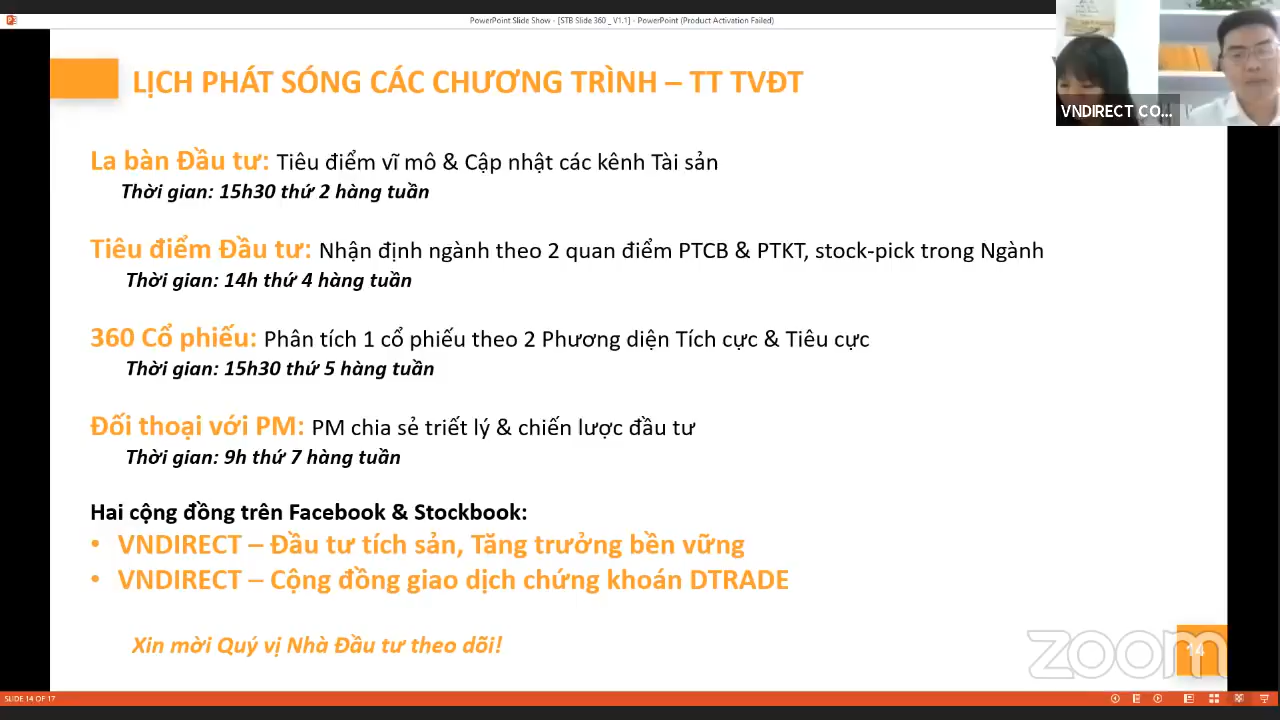 PowerPoint Slide Show - [STB Slide 360 _ V1.1] - PowerPoint (Product Activation Failed)
LỊCH PHÁT SÓNG CÁC CHƯƠNG TRÌNH – TT TVĐT
VNDIRECT CO...
La bàn Đầu tư: Tiêu điểm vĩ mô & Cập nhật các kênh Tài sản
Thời gian: 15h30 thứ 2 hàng tuần
Tiêu điểm Đầu tư: Nhận định ngành theo 2 quan điểm PTCB & PTKT, stock-pick trong Ngành
Thời gian: 14h thứ 4 hàng tuần
360 Cổ phiếu: Phân tích 1 cổ phiếu theo 2 Phương diện Tích cực & Tiêu cực
Thời gian: 15h30 thứ 5 hàng tuần
Đối thoại với PM: PM chia sẻ triết lý & chiến lược đầu tư
Thời gian: 9h thứ 7 hàng tuần
Hai cộng đồng trên Facebook & Stockbook:
• VNDIRECT – Đầu tư tích sản, Tăng trưởng bền vững
• VNDIRECT – Cộng đồng giao dịch chứng khoán DTRADE
Xin mời Quý vị Nhà Đầu tư theo dõi!
zoom
14
SLIDE 14 OF 17